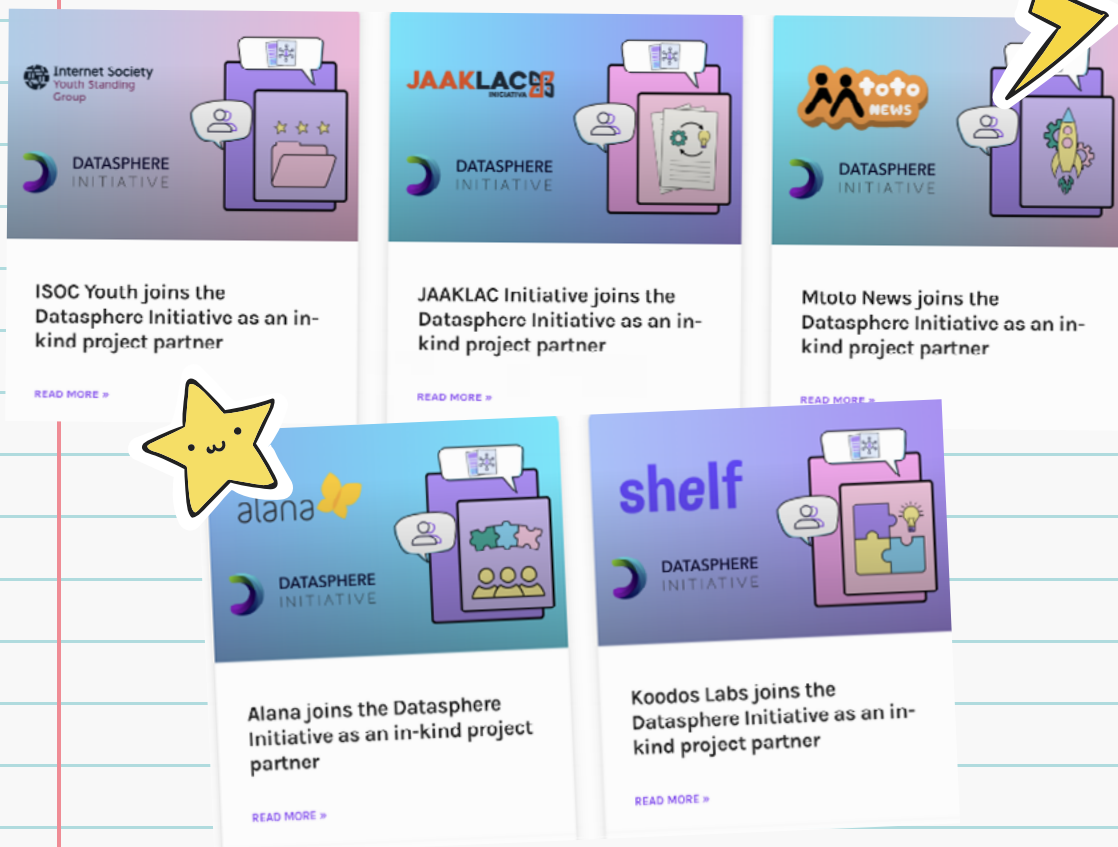 Internet Society
Youth Standing
Group
DATASPHERE
INITIATIVE
ISOC Youth joins the
Datasphere Initiative as an in-
kind project partner
READ MORE »
JAAKLAC
INICIATIVA
DATASPHERE
INITIATIVE
JAAKLAC Initiative joins the
Datasphere Initiative as an in-
kind project partner
READ MORE »
toto
NEWS
DATASPHERE
INITIATIVE
Mtoto News joins the
Datasphere Initiative as an in-
kind project partner
READ MORE »
alana
DATASPHERE
INITIATIVE
Alana joins the Datasphere
Initiative as an in-kind project
partner
READ MORE »
shelf
DATASPHERE
INITIATIVE
Koodos Labs joins the
Datasphere Initiative as an in-
kind project partner
READ MORE »